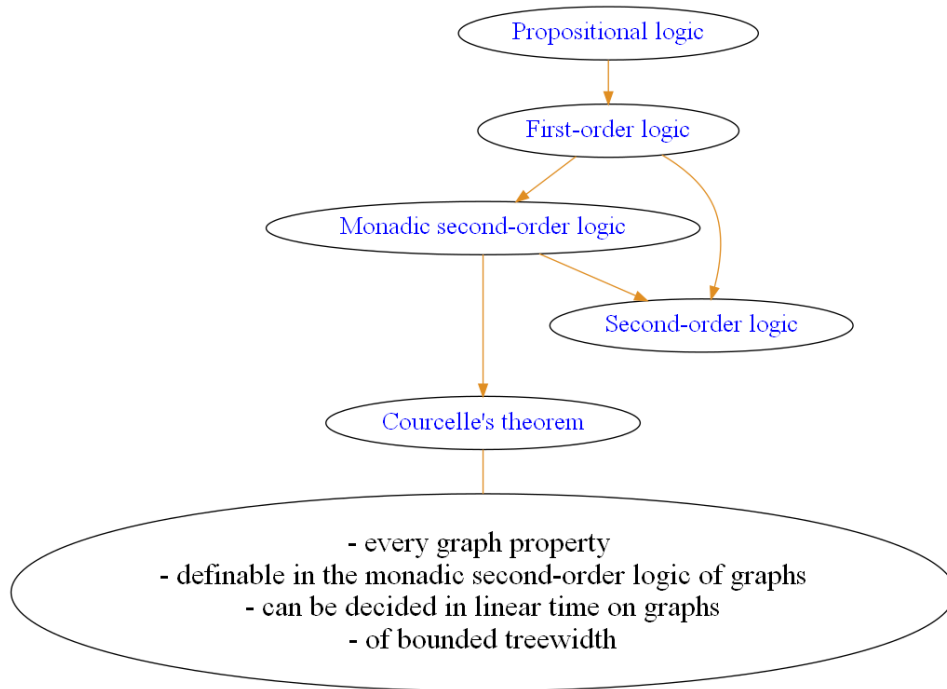 Propositional logic
First-order logic
Monadic second-order logic
Second-order logic
Courcelle's theorem
- every graph property
- definable in the monadic second-order logic of graphs
- can be decided in linear time on graphs
- of bounded treewidth